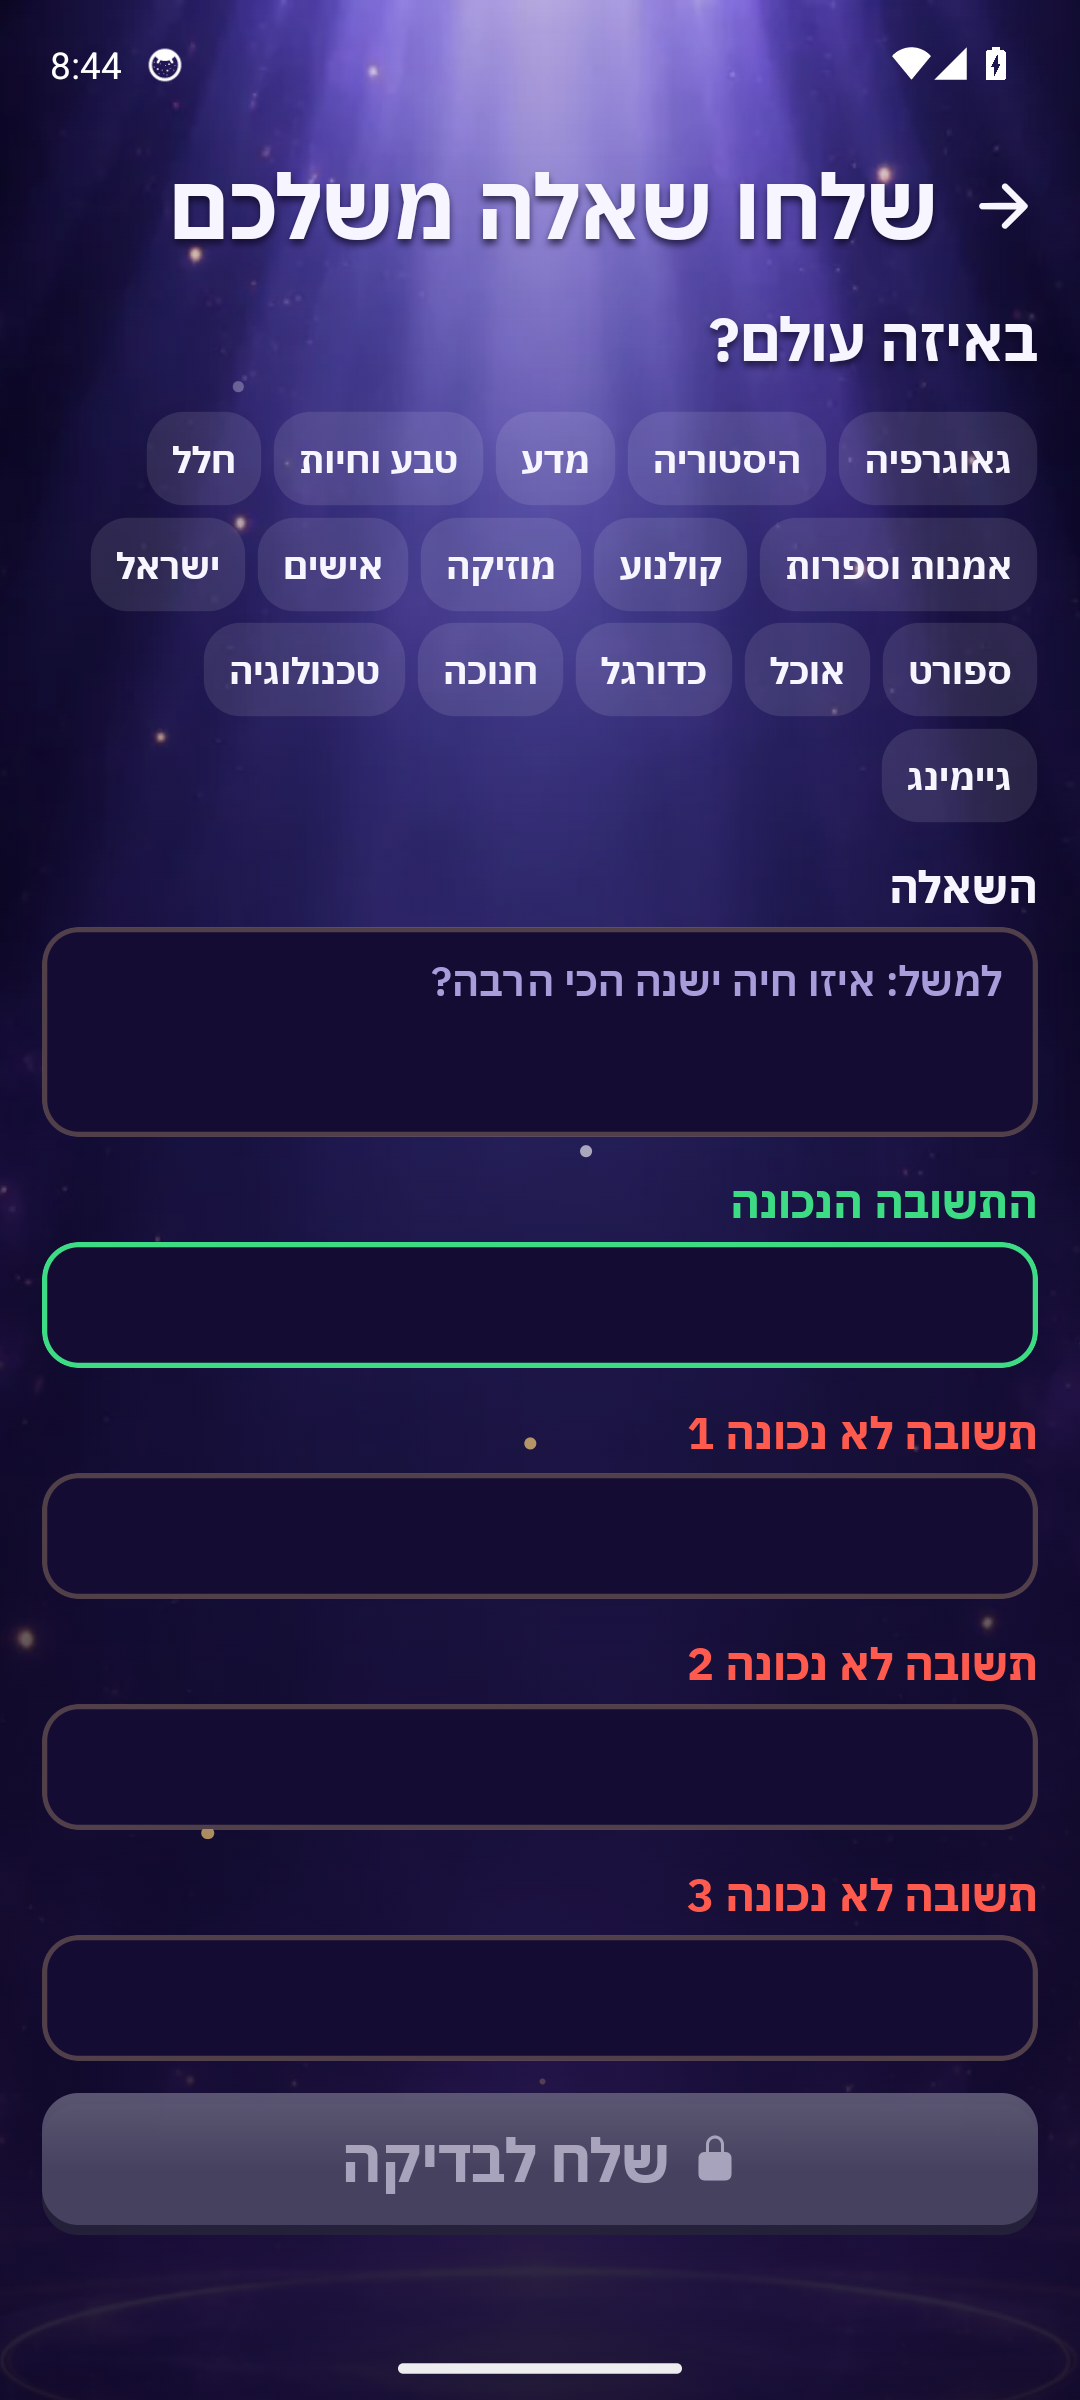 8:44
שלחו שאלה משלכם
באיזה עולם?
גאוגרפיה היסטוריה מדע טבע וחיות חלל
אמנות וספרות קולנוע מוזיקה אישים ישראל
ספורט אוכל כדורגל חנוכה טכנולוגיה
גיימינג
השאלה
למשל: איזו חיה ישנה הכי הרבה?
התשובה הנכונה
תשובה לא נכונה 1
תשובה לא נכונה 2
תשובה לא נכונה 3
שלח לבדיקה